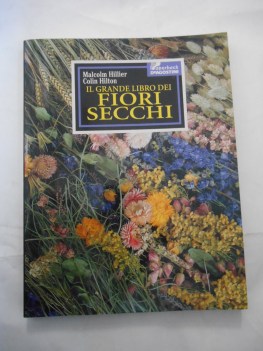 Malcolm Hillier
Colin Hilton
IL GRANDE LIBRO DEI
FIORI
SECCHI